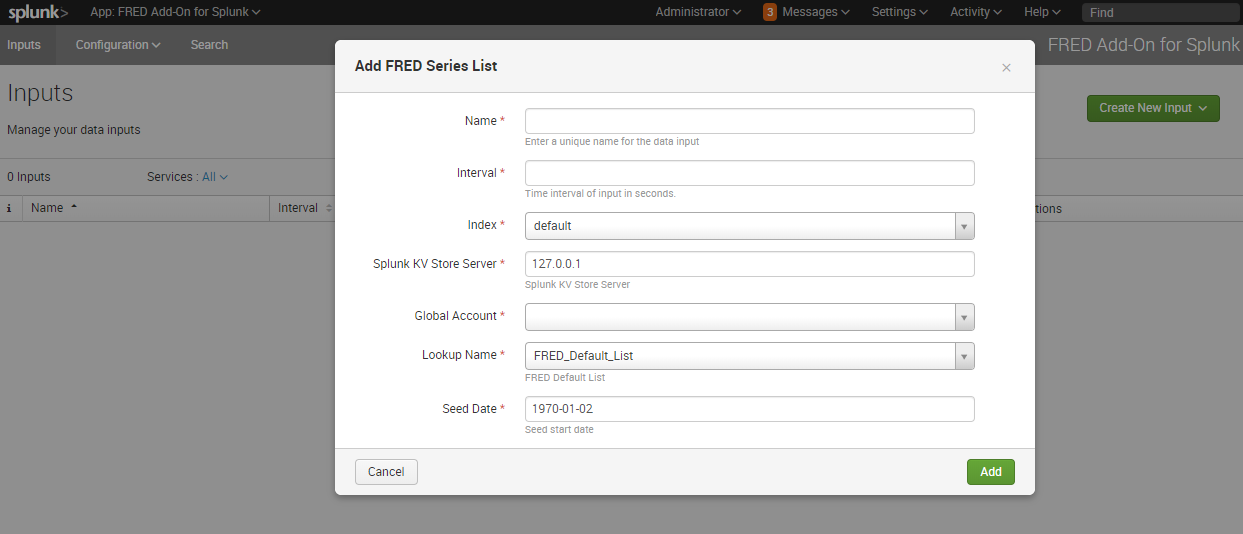 splunk> App: FRED Add-On for Splunk Administrator 3 Messages Settings Activity Help Find
Inputs Configuration Search FRED Add-On for Splunk
Add FRED Series List ×
Inputs
Manage your data inputs
Create New Input
0 Inputs Services : All
i Name Interval tions
Name *
Enter a unique name for the data input
Interval *
Time interval of input in seconds.
Index * default
Splunk KV Store Server * 127.0.0.1
Splunk KV Store Server
Global Account *
Lookup Name * FRED_Default_List
FRED Default List
Seed Date * 1970-01-02
Seed start date
Cancel Add